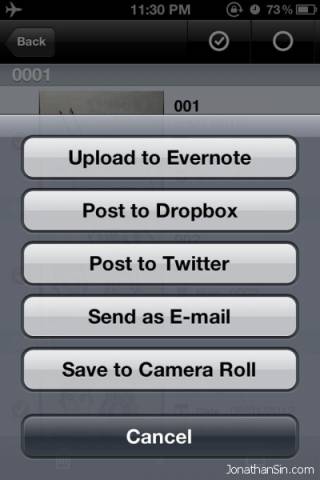 11:30 PM 73%
Back
0001
001
Upload to Evernote
Post to Dropbox
Post to Twitter
Send as E-mail
Save to Camera Roll
Cancel
JonathanSin.com